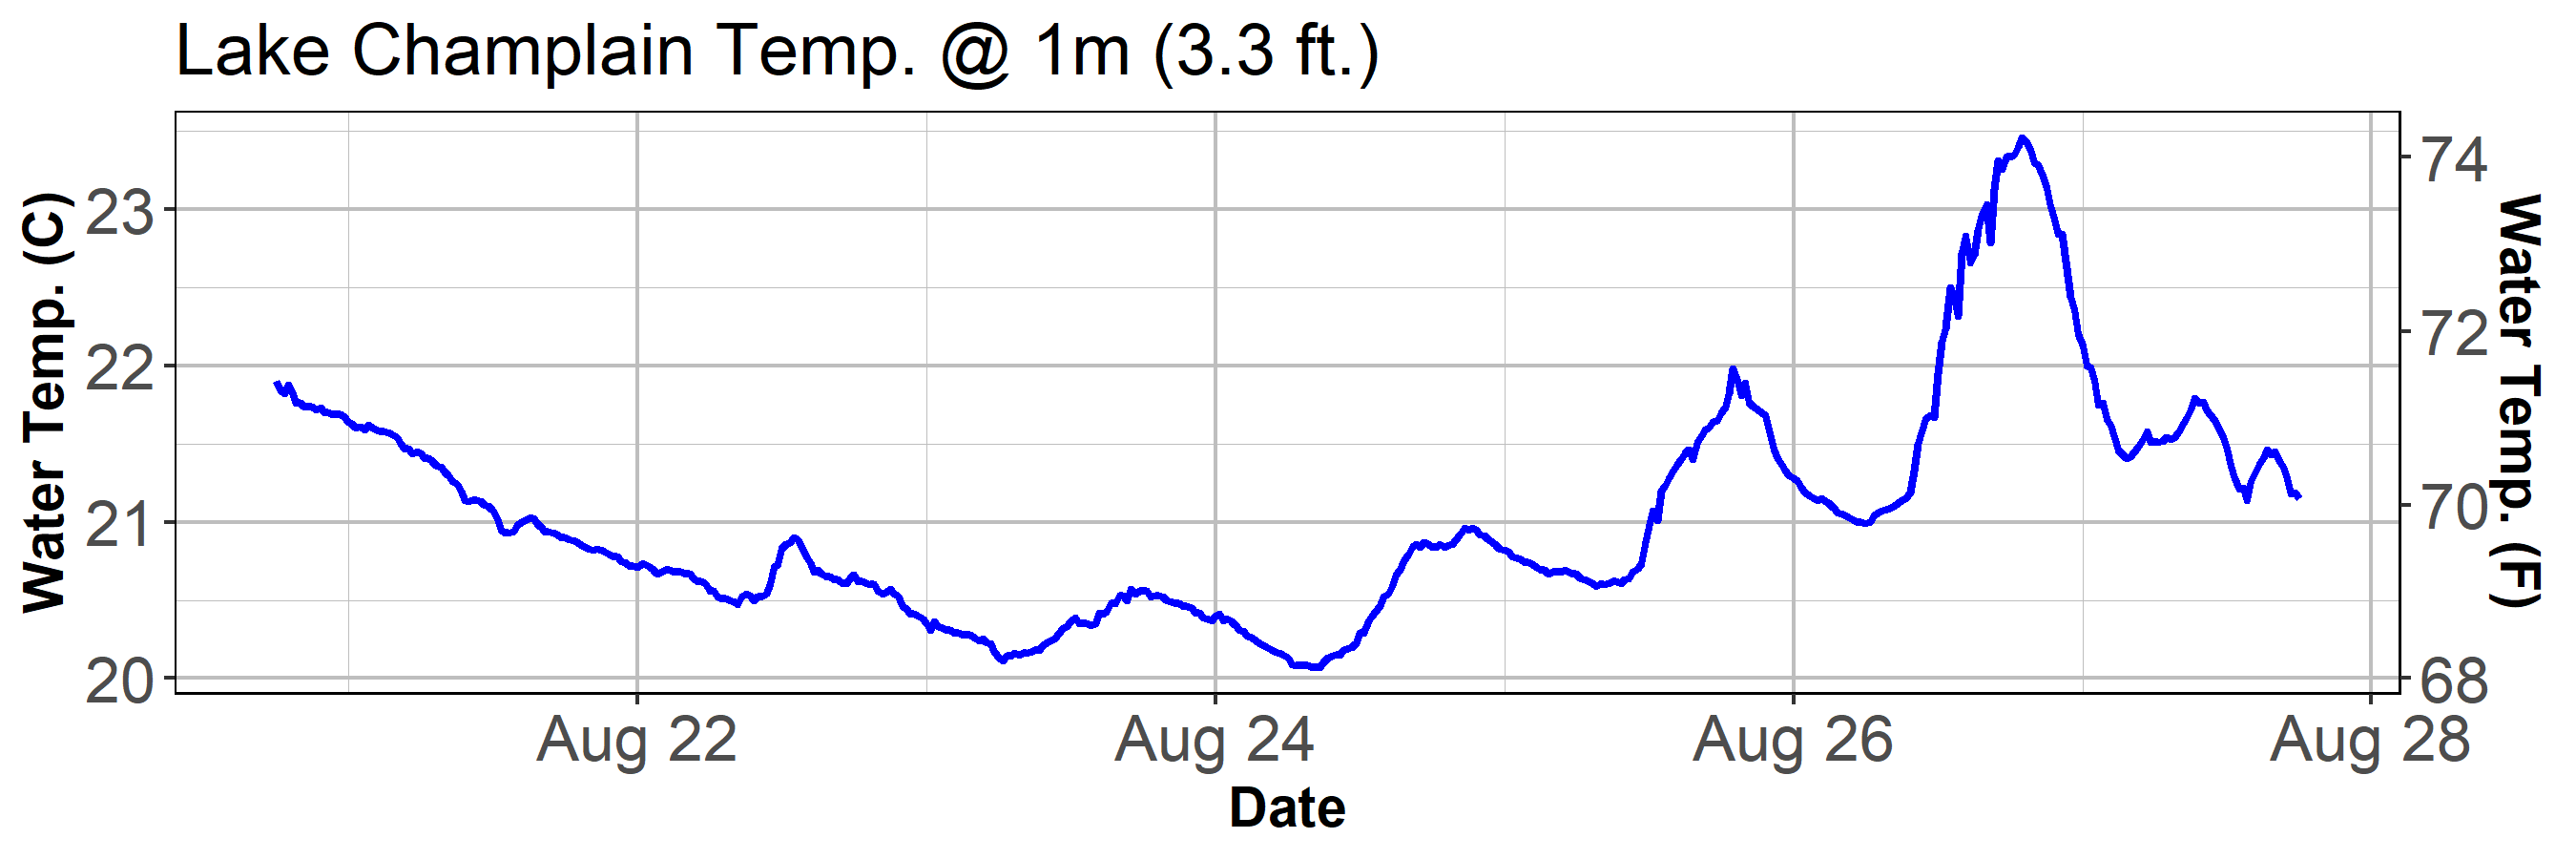 Lake Champlain Temp. @ 1m (3.3 ft.)
Water Temp. (C)
23
22
21
20
74
72
70
68
Water Temp. (F)
Aug 22
Aug 24
Aug 26
Aug 28
Date